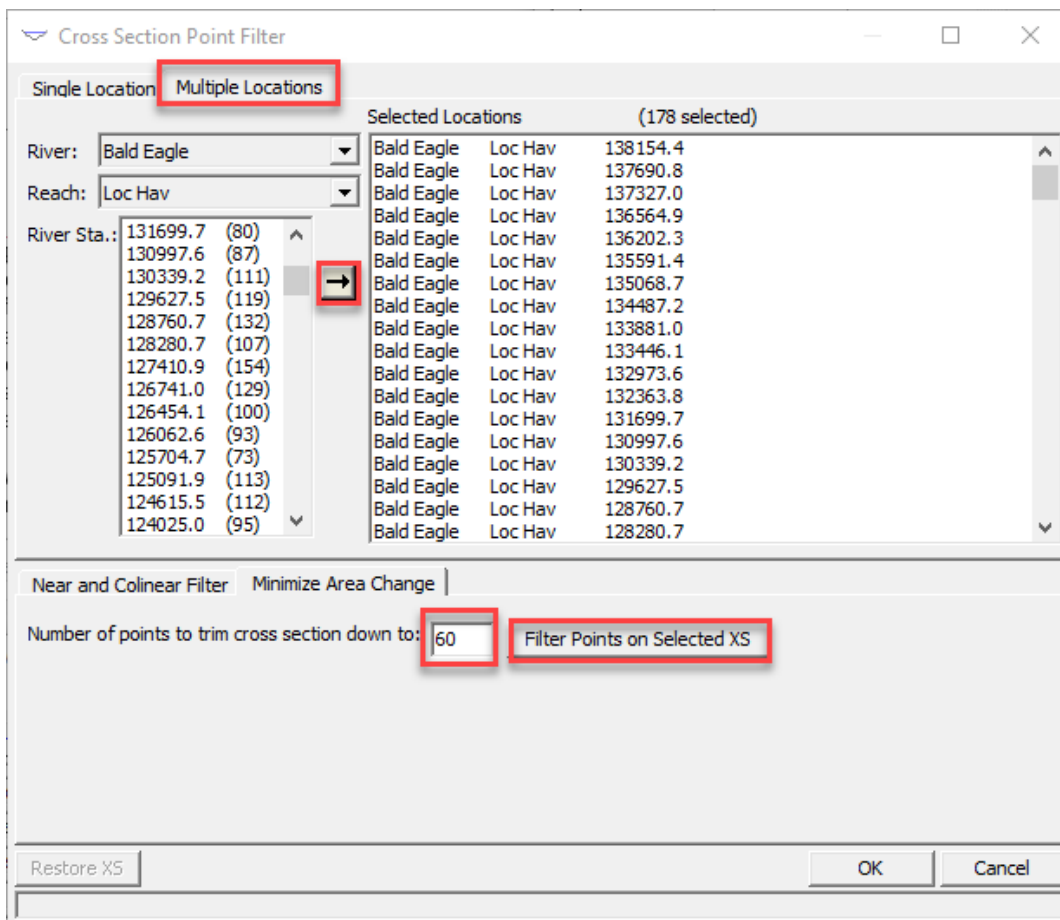 Cross Section Point Filter
Single Location Multiple Locations
Selected Locations (178 selected)
River: Bald Eagle
Reach: Loc Hav
River Sta.:
131699.7 (80)
130997.6 (87)
130339.2 (111)
129627.5 (119)
128760.7 (132)
128280.7 (107)
127410.9 (154)
126741.0 (129)
126454.1 (100)
126062.6 (93)
125704.7 (73)
125091.9 (113)
124615.5 (112)
124025.0 (95)
→
Bald Eagle Loc Hav 138154.4
Bald Eagle Loc Hav 137690.8
Bald Eagle Loc Hav 137327.0
Bald Eagle Loc Hav 136564.9
Bald Eagle Loc Hav 136202.3
Bald Eagle Loc Hav 135591.4
Bald Eagle Loc Hav 135068.7
Bald Eagle Loc Hav 134487.2
Bald Eagle Loc Hav 133881.0
Bald Eagle Loc Hav 133446.1
Bald Eagle Loc Hav 132973.6
Bald Eagle Loc Hav 132363.8
Bald Eagle Loc Hav 131699.7
Bald Eagle Loc Hav 130997.6
Bald Eagle Loc Hav 130339.2
Bald Eagle Loc Hav 129627.5
Bald Eagle Loc Hav 128760.7
Bald Eagle Loc Hav 128280.7
Near and Colinear Filter Minimize Area Change
Number of points to trim cross section down to: 60 Filter Points on Selected XS
Restore XS OK Cancel